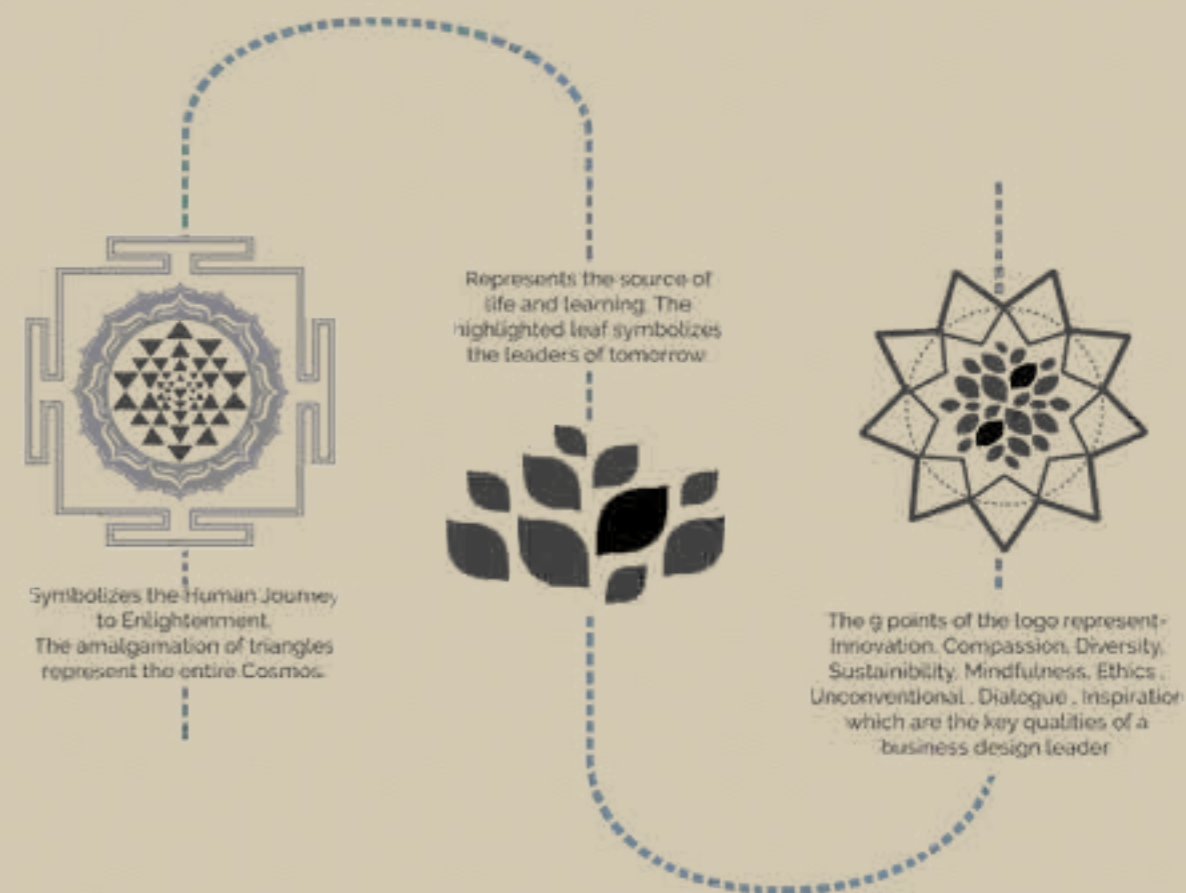 Symbolizes the Human Journey
to Enlightenment.
The amalgamation of triangles
represent the entire Cosmos.
Represents the source of
life and learning. The
highlighted leaf symbolizes
the leaders of tomorrow
The 9 points of the logo represent-
Innovation, Compassion, Diversity,
Sustainibility, Mindfulness, Ethics ,
Unconventional , Dialogue , Inspiration
which are the key qualities of a
business design leader